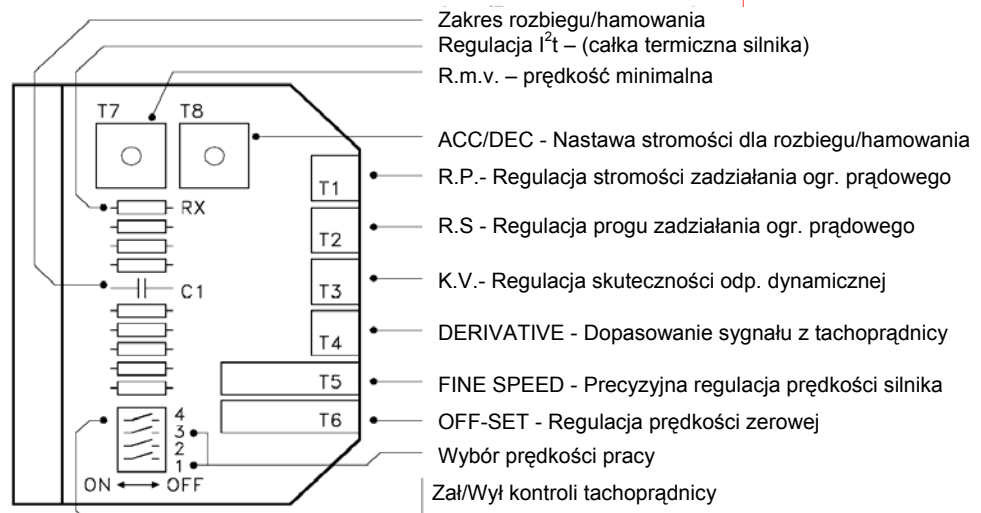 Zakres rozbiegu/hamowania
Regulacja I²t – (całka termiczna silnika)
R.m.v. – prędkość minimalna
T7 T8
ACC/DEC - Nastawa stromości dla rozbiegu/hamowania
T1
R.P.- Regulacja stromości zadziałania ogr. prądowego
RX
T2
R.S - Regulacja progu zadziałania ogr. prądowego
T3
K.V.- Regulacja skuteczności odp. dynamicznej
C1
T4
DERIVATIVE - Dopasowanie sygnału z tachoprądnicy
T5
FINE SPEED - Precyzyjna regulacja prędkości silnika
T6
OFF-SET - Regulacja prędkości zerowej
4
3
2
1
Wybór prędkości pracy
ON OFF
Zał/Wył kontroli tachoprądnicy